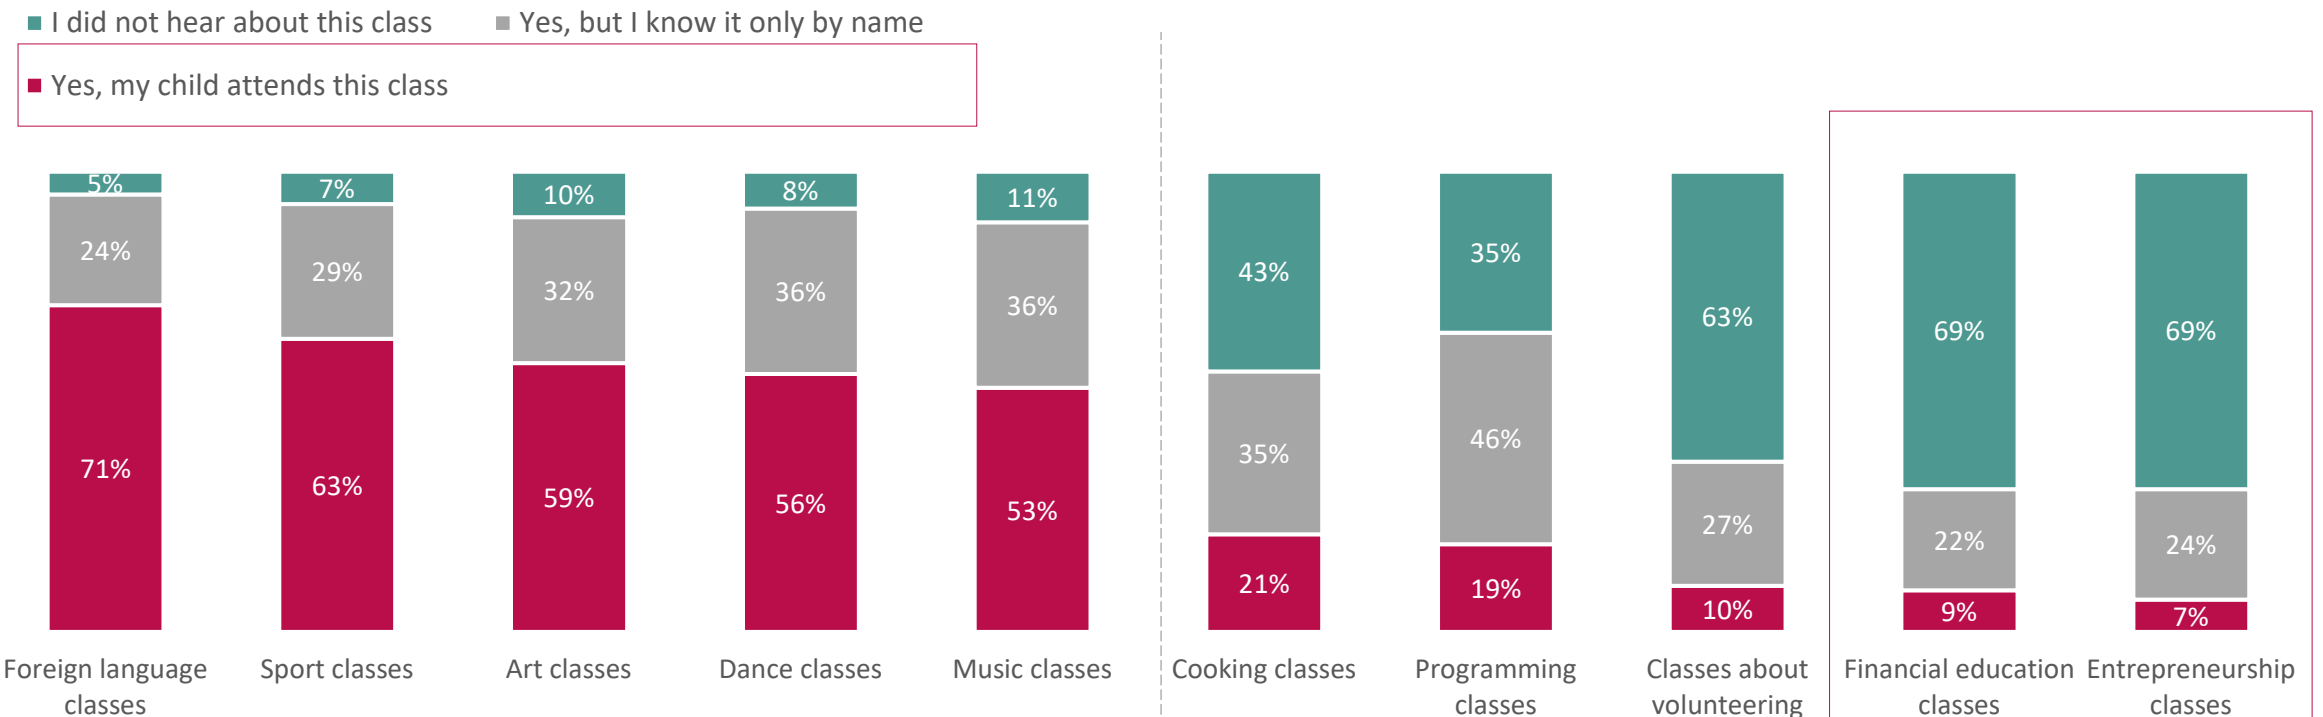 I did not hear about this class
Yes, but I know it only by name
Yes, my child attends this class
5%
7%
10%
8%
11%
43%
35%
63%
69%
69%
24%
29%
32%
36%
36%
35%
46%
27%
22%
24%
71%
63%
59%
56%
53%
21%
19%
10%
9%
7%
Foreign language
classes
Sport classes
Art classes
Dance classes
Music classes
Cooking classes
Programming
classes
Classes about
volunteering
Financial education
classes
Entrepreneurship
classes